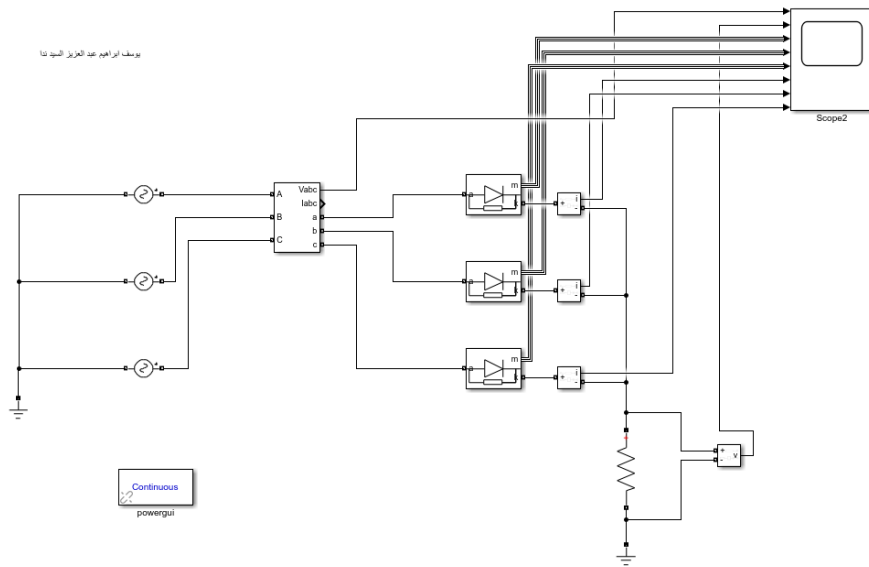 يوسف ابراهيم عبد العزيز السيد ندا
Scope2
A
B
C
Vabc
Iabc
a
b
c
a
m
k
+
i
-
a
m
k
+
i
-
a
m
k
+
i
-
+
+
-
v
Continuous
powergui